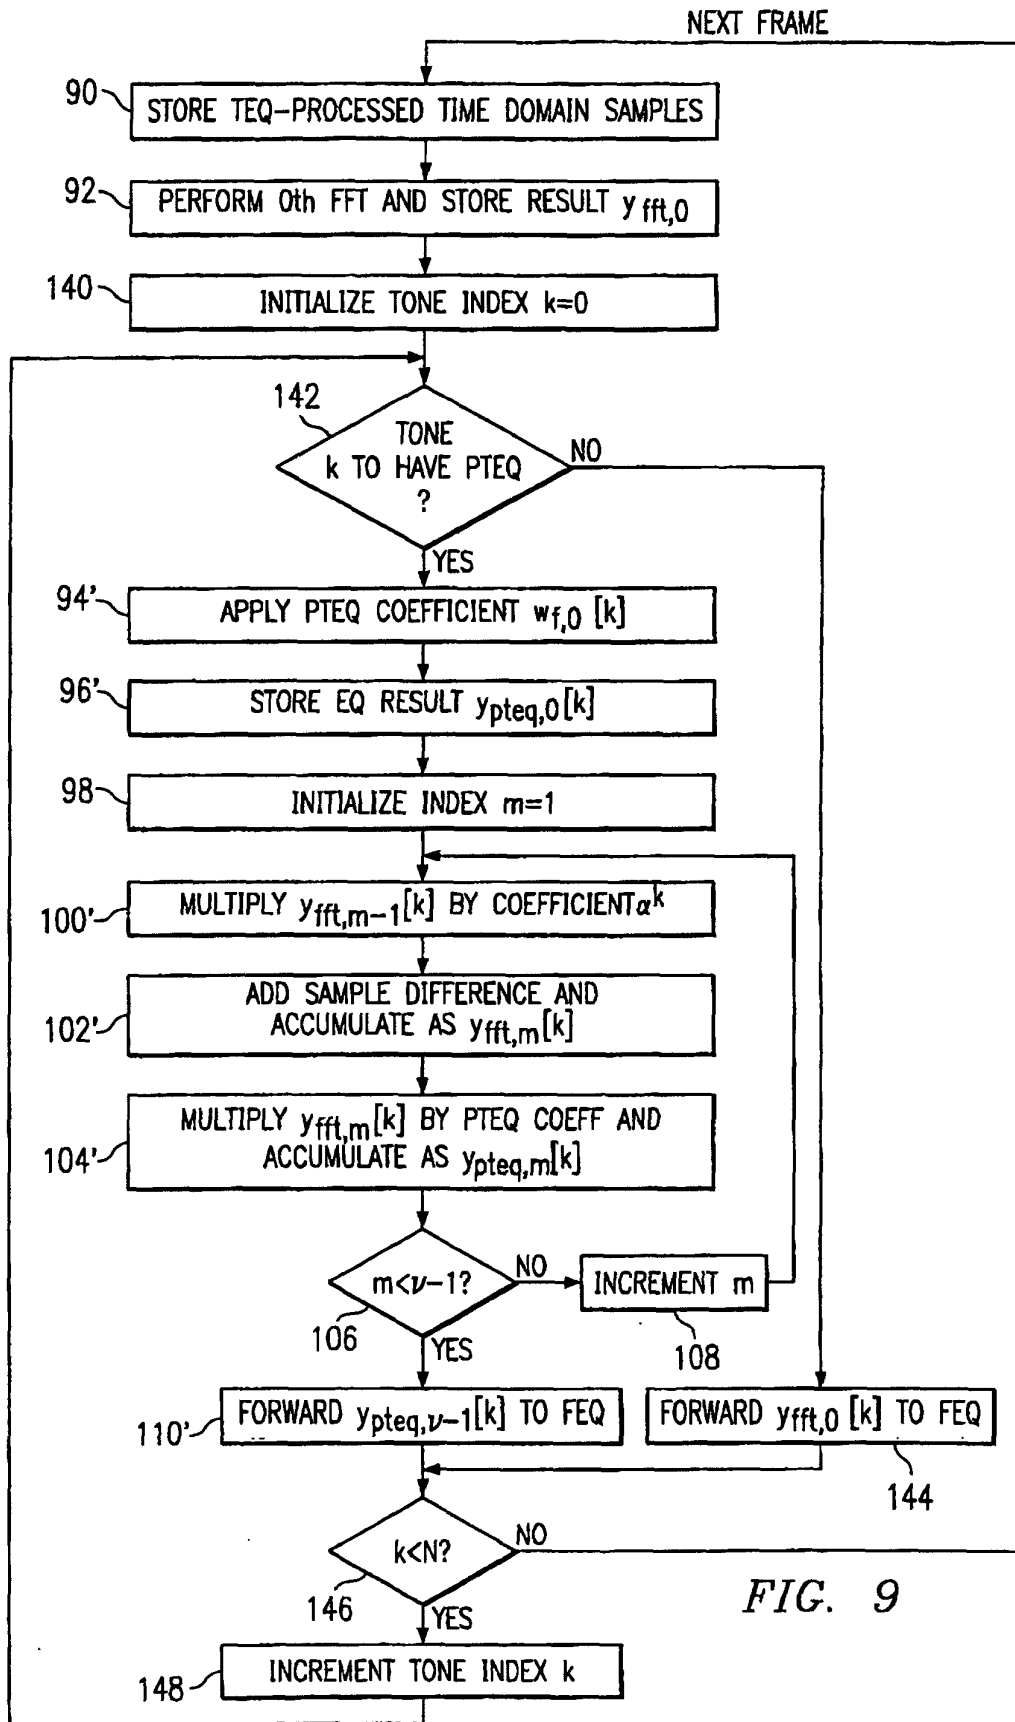 NEXT FRAME
90
STORE TEQ-PROCESSED TIME DOMAIN SAMPLES
92
PERFORM 0th FFT AND STORE RESULT y fft,0
140
INITIALIZE TONE INDEX k=0
142
TONE
k TO HAVE PTEQ
?
NO
YES
94'
APPLY PTEQ COEFFICIENT wf,0 [k]
96'
STORE EQ RESULT ypteq,0[k]
98
INITIALIZE INDEX m=1
100'
MULTIPLY yfft,m-1[k] BY COEFFICIENT αk
102'
ADD SAMPLE DIFFERENCE AND
ACCUMULATE AS yfft,m[k]
104'
MULTIPLY yfft,m[k] BY PTEQ COEFF AND
ACCUMULATE AS ypteq,m[k]
m<ν-1?
NO
INCREMENT m
106
YES
108
110'
FORWARD ypteq,ν-1[k] TO FEQ
FORWARD yfft,0 [k] TO FEQ
144
k<N?
NO
146
YES
FIG. 9
148
INCREMENT TONE INDEX k